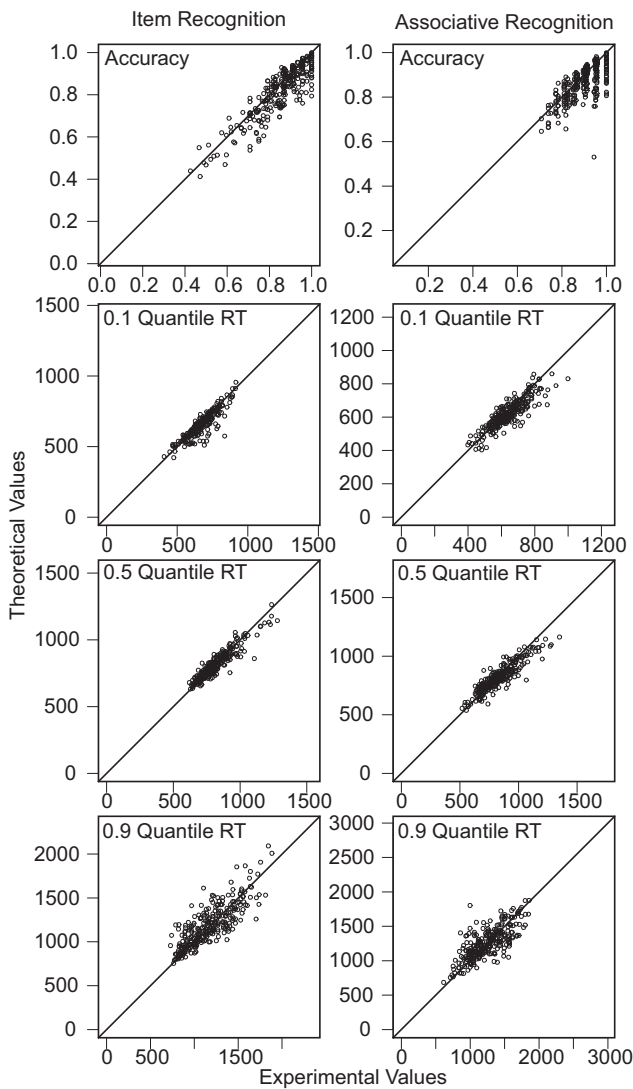 Item Recognition
Associative Recognition
Accuracy
1.0
0.8
0.6
0.4
0.2
0.0
0.0 0.2 0.4 0.6 0.8 1.0
Accuracy
1.0
0.8
0.6
0.4
0.2
0.2 0.4 0.6 0.8 1.0
0.1 Quantile RT
1500
1000
500
0
0 500 1000 1500
0.1 Quantile RT
1200
1000
800
600
400
200
0
0 400 800 1200
0.5 Quantile RT
1500
1000
500
0
0 500 1000 1500
0.5 Quantile RT
1500
1000
500
0
0 500 1000 1500
0.9 Quantile RT
2000
1500
1000
500
0
0 500 1500
0.9 Quantile RT
3000
2500
2000
1500
1000
500
0
0 1000 2000 3000
Theoretical Values
Experimental Values